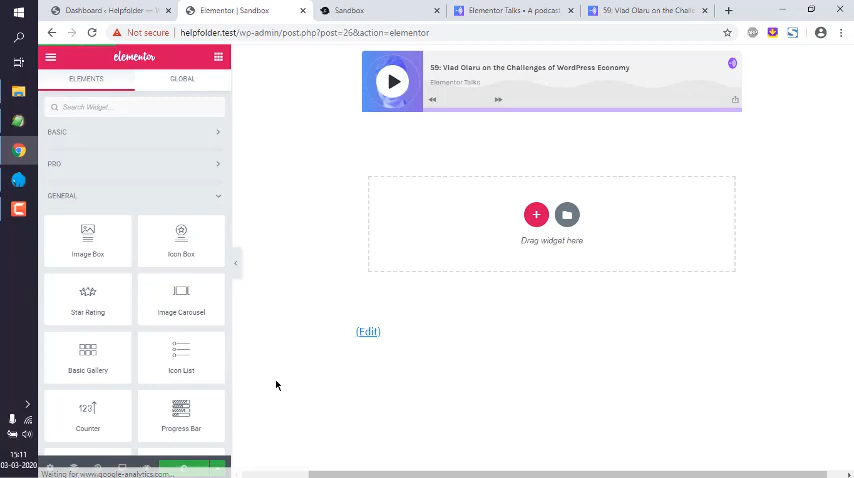 Dashboard ‹ Helpfolder — W
Elementor | Sandbox
Sandbox
Elementor Talks • A podcast
59: Vlad Olaru on the Challen
Not secure | helpfolder.test/wp-admin/post.php?post=26&action=elementor
elementor
ELEMENTS
GLOBAL
Search Widget...
BASIC
PRO
GENERAL
Image Box
Icon Box
Star Rating
Image Carousel
Basic Gallery
Icon List
123
Counter
Progress Bar
Waiting for www.google-analytics.com...
59: Vlad Olaru on the Challenges of WordPress Economy
Elementor Talks
Drag widget here
(Edit)
15:11
03-03-2020